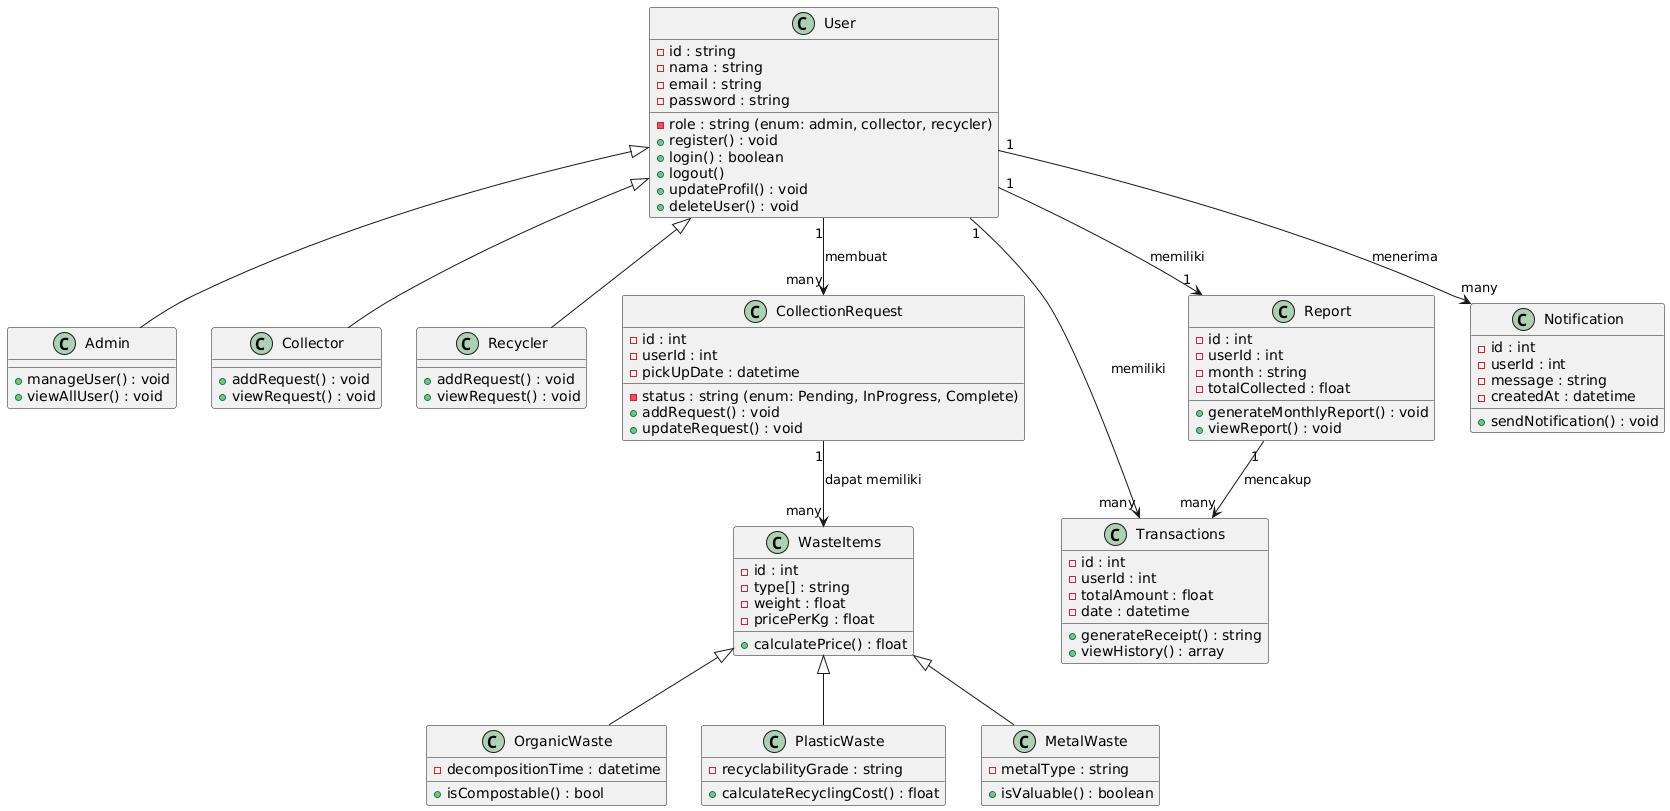 C User
id : string
nama : string
email : string
password : string
role : string (enum: admin, collector, recycler)
register() : void
login() : boolean
logout()
updateProfil() : void
deleteUser() : void
1
1
1
1
membuat
memiliki
menerima
memiliki
many
1
many
many
C Admin
manageUser() : void
viewAllUser() : void
C Collector
addRequest() : void
viewRequest() : void
C Recycler
addRequest() : void
viewRequest() : void
C CollectionRequest
id : int
userId : int
pickUpDate : datetime
status : string (enum: Pending, InProgress, Complete)
addRequest() : void
updateRequest() : void
C Report
id : int
userId : int
month : string
totalCollected : float
generateMonthlyReport() : void
viewReport() : void
C Notification
id : int
userId : int
message : string
createdAt : datetime
sendNotification() : void
1
dapat memiliki
many
1
mencakup
many
C WasteItems
id : int
type[] : string
weight : float
pricePerKg : float
calculatePrice() : float
C Transactions
id : int
userId : int
totalAmount : float
date : datetime
generateReceipt() : string
viewHistory() : array
C OrganicWaste
decompositionTime : datetime
isCompostable() : bool
C PlasticWaste
recyclabilityGrade : string
calculateRecyclingCost() : float
C MetalWaste
metalType : string
isValuable() : boolean